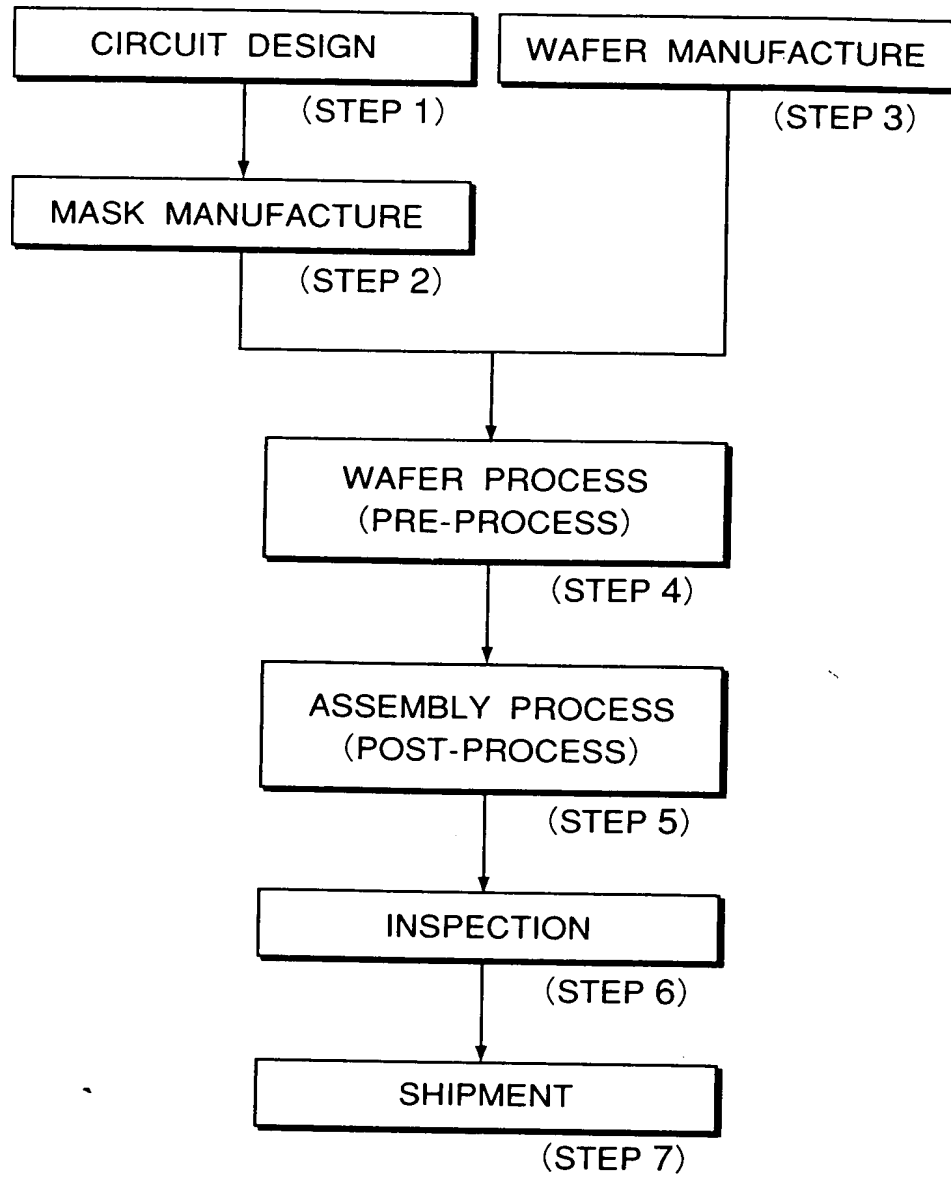 CIRCUIT DESIGN
(STEP 1)
WAFER MANUFACTURE
(STEP 3)
MASK MANUFACTURE
(STEP 2)
WAFER PROCESS
(PRE-PROCESS)
(STEP 4)
ASSEMBLY PROCESS
(POST-PROCESS)
(STEP 5)
INSPECTION
(STEP 6)
SHIPMENT
(STEP 7)